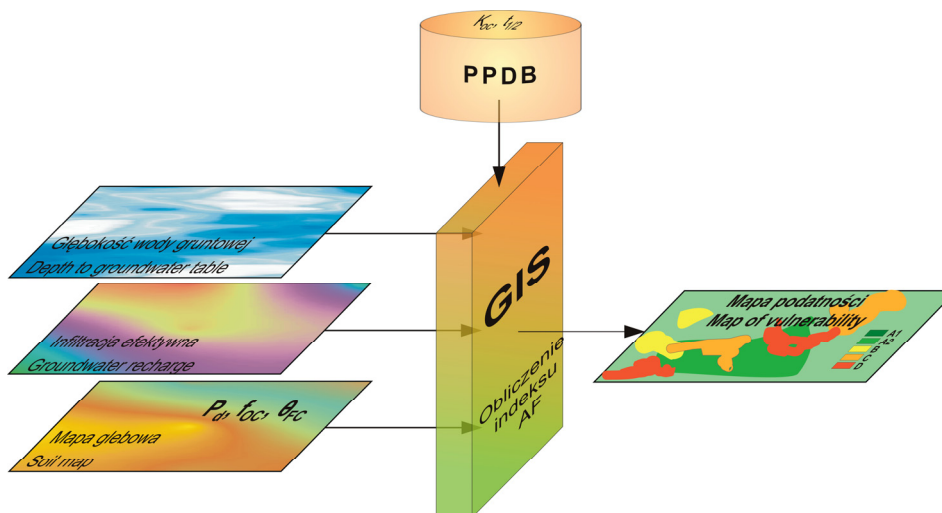 Koc, t1/2
PPDB
Głębokość wody gruntowej
Depth to groundwater table
Infiltracja efektywna
Groundwater recharge
Pd, fOC, θFC
Mapa glebowa
Soil map
GIS
Obliczenie
indeksu
AF
Mapa podatności
Map of vulnerability
A1
A2
B
C
D